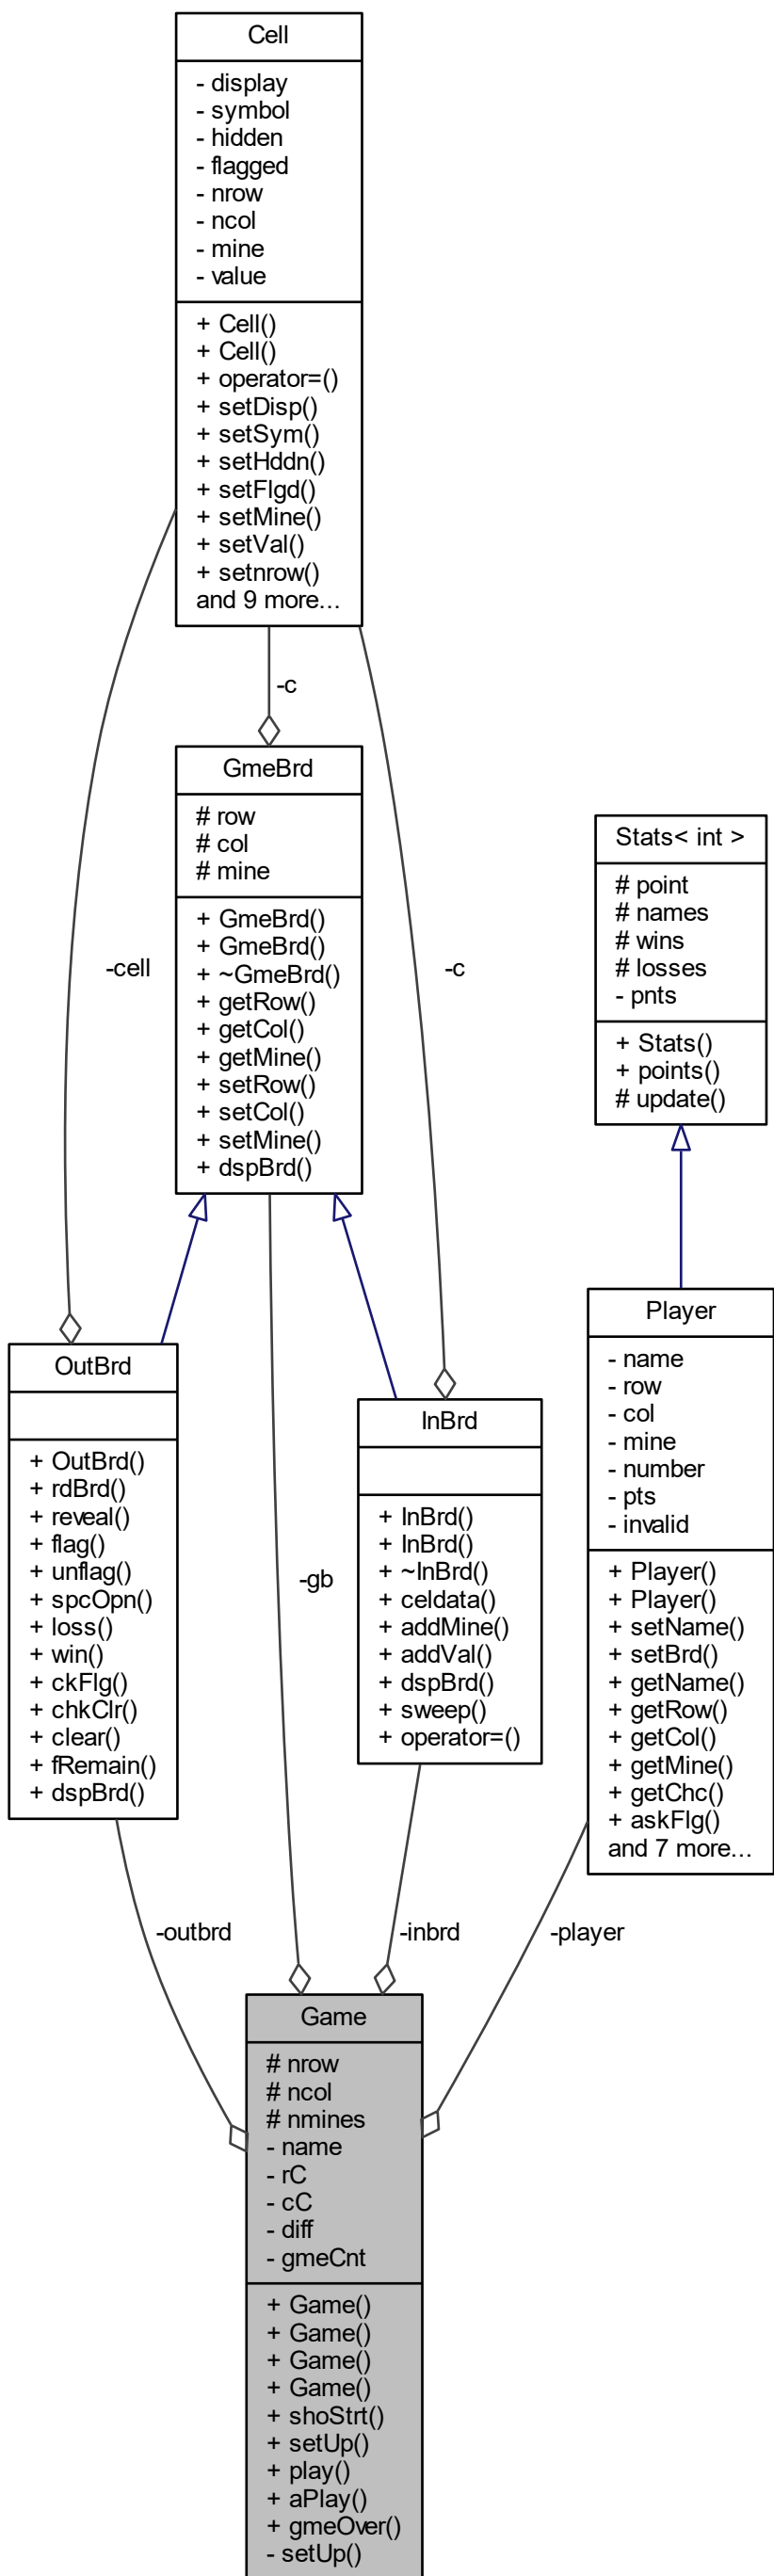 Cell
- display
- symbol
- hidden
- flagged
- nrow
- ncol
- mine
- value
+ Cell()
+ Cell()
+ operator=()
+ setDisp()
+ setSym()
+ setHddn()
+ setFlgd()
+ setMine()
+ setVal()
+ setnrow()
and 9 more...
-c
GmeBrd
# row
# col
# mine
+ GmeBrd()
+ GmeBrd()
+ ~GmeBrd()
+ getRow()
+ getCol()
+ getMine()
+ setRow()
+ setCol()
+ setMine()
+ dspBrd()
-cell
-c
Stats< int >
# point
# names
# wins
# losses
- pnts
+ Stats()
+ points()
# update()
OutBrd
+ OutBrd()
+ rdBrd()
+ reveal()
+ flag()
+ unflag()
+ spcOpn()
+ loss()
+ win()
+ ckFlg()
+ chkClr()
+ clear()
+ fRemain()
+ dspBrd()
-gb
InBrd
+ InBrd()
+ InBrd()
+ ~InBrd()
+ celdata()
+ addMine()
+ addVal()
+ dspBrd()
+ sweep()
+ operator=()
Player
- name
- row
- col
- mine
- number
- pts
- invalid
+ Player()
+ Player()
+ setName()
+ setBrd()
+ getName()
+ getRow()
+ getCol()
+ getMine()
+ getChc()
+ askFlg()
and 7 more...
-outbrd
-inbrd
-player
Game
# nrow
# ncol
# nmines
- name
- rC
- cC
- diff
- gmeCnt
+ Game()
+ Game()
+ Game()
+ Game()
+ shoStrt()
+ setUp()
+ play()
+ aPlay()
+ gmeOver()
- setUp()